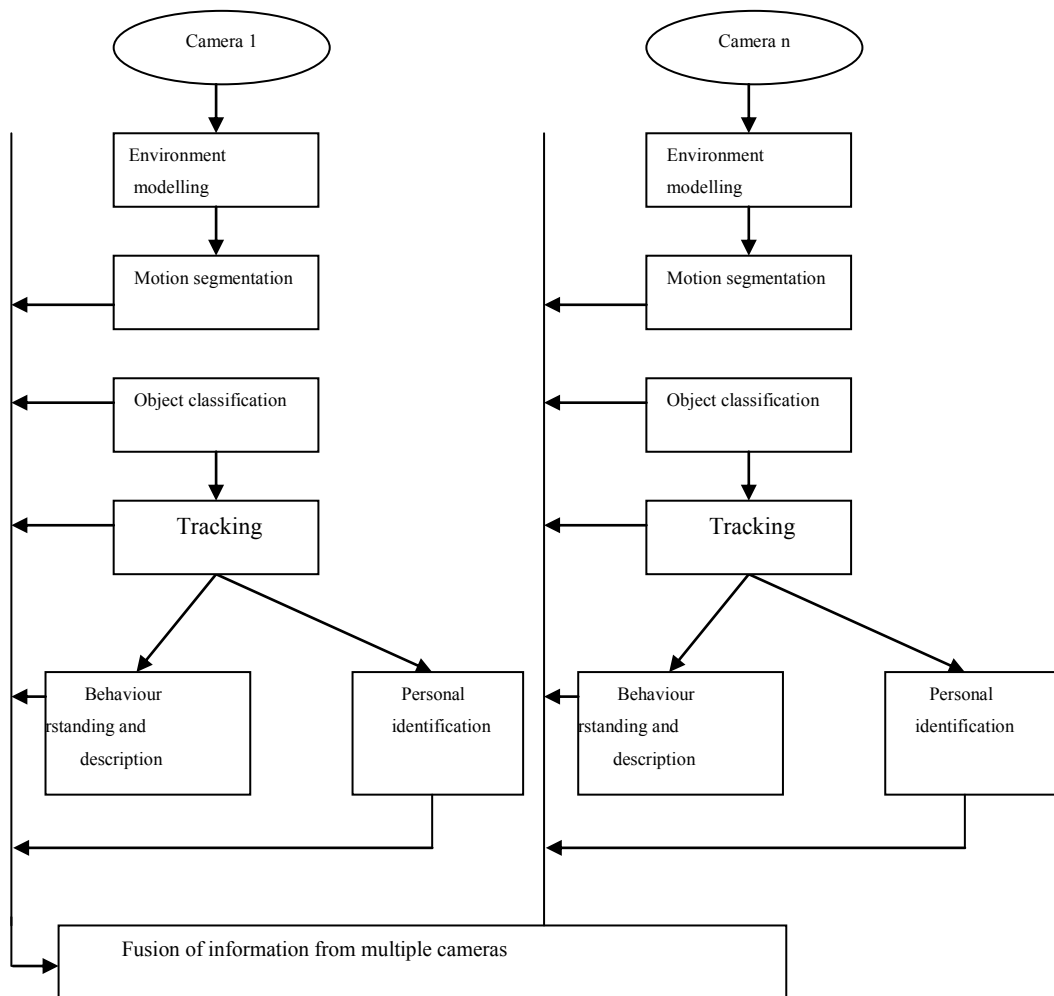 Camera 1
Environment
modelling
Motion segmentation
Object classification
Tracking
Behaviour
rstanding and
description
Personal
identification
Camera n
Environment
modelling
Motion segmentation
Object classification
Tracking
Behaviour
rstanding and
description
Personal
identification
Fusion of information from multiple cameras